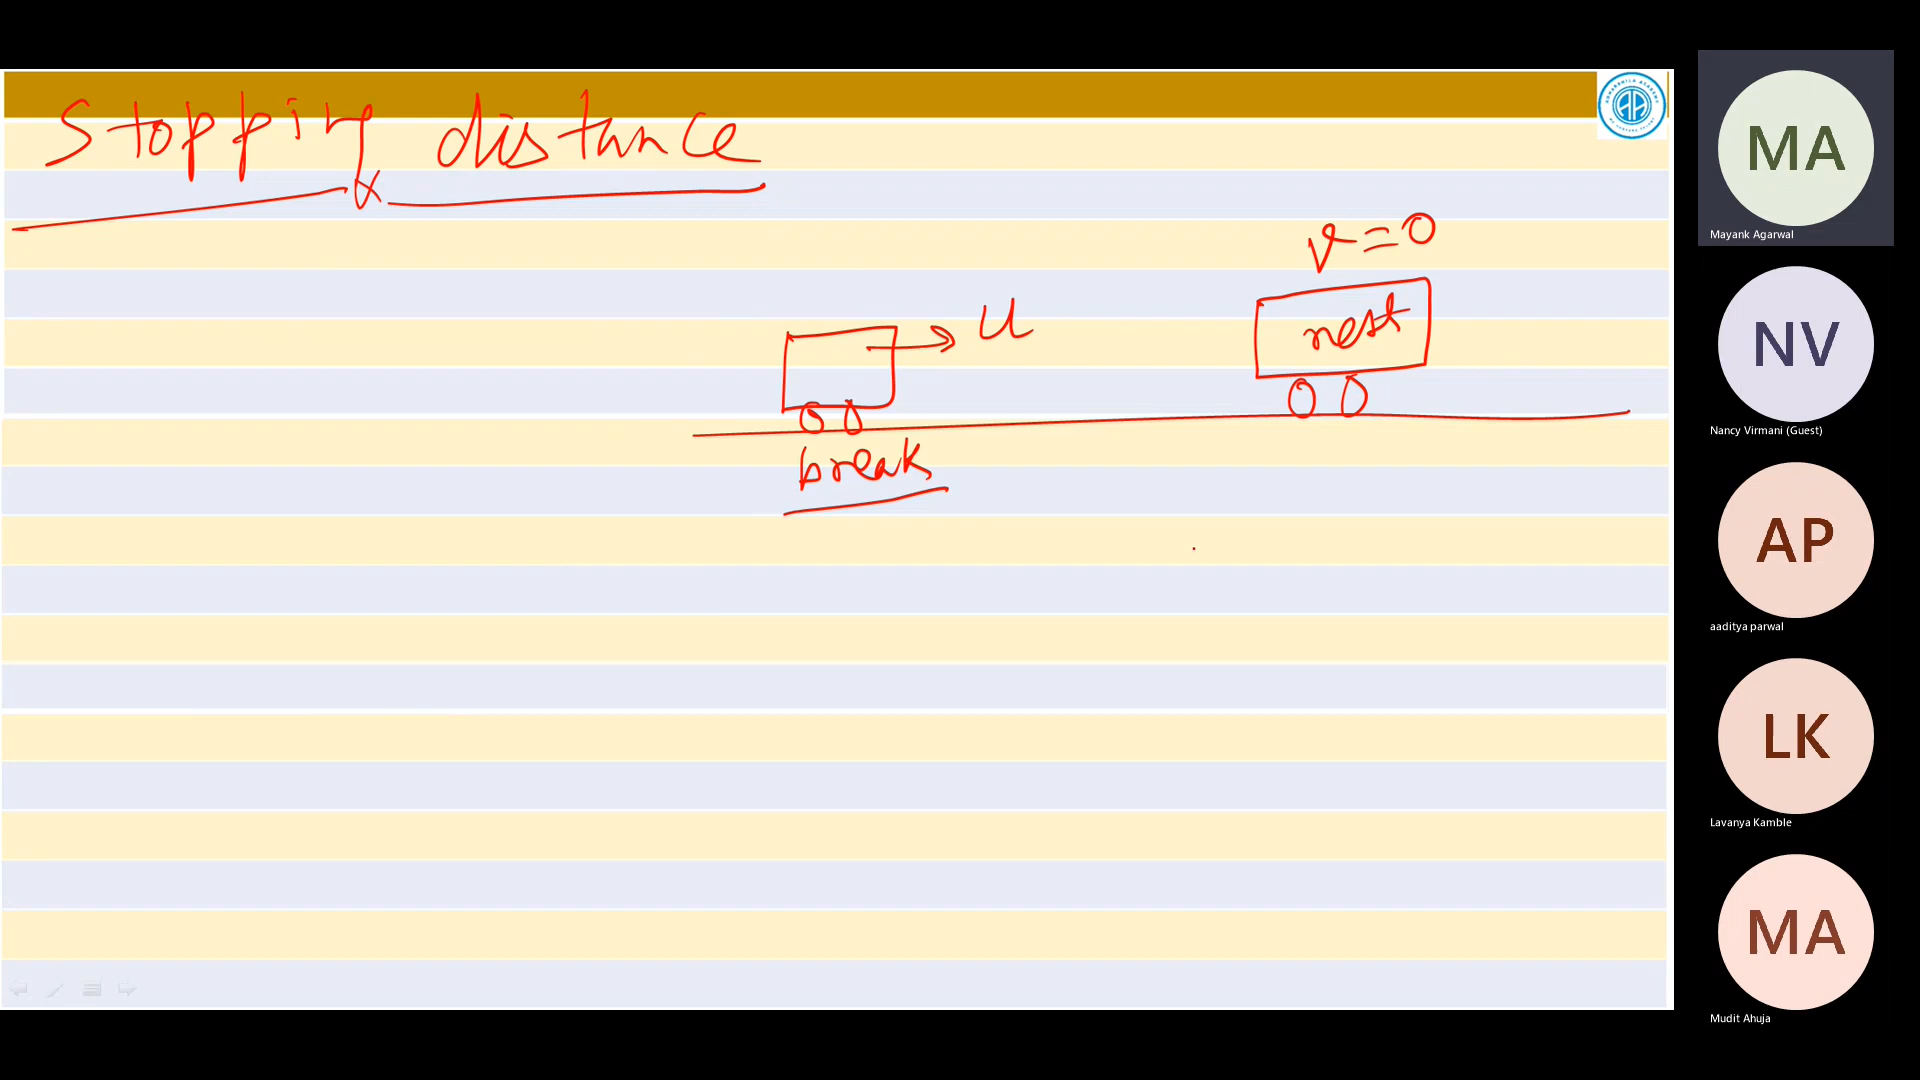 Stopping distance
v=0
u
rest
break
MA
Mayank Agarwal
NV
Nancy Virmani (Guest)
AP
aaditya parwal
LK
Lavanya Kamble
MA
Mudit Ahuja